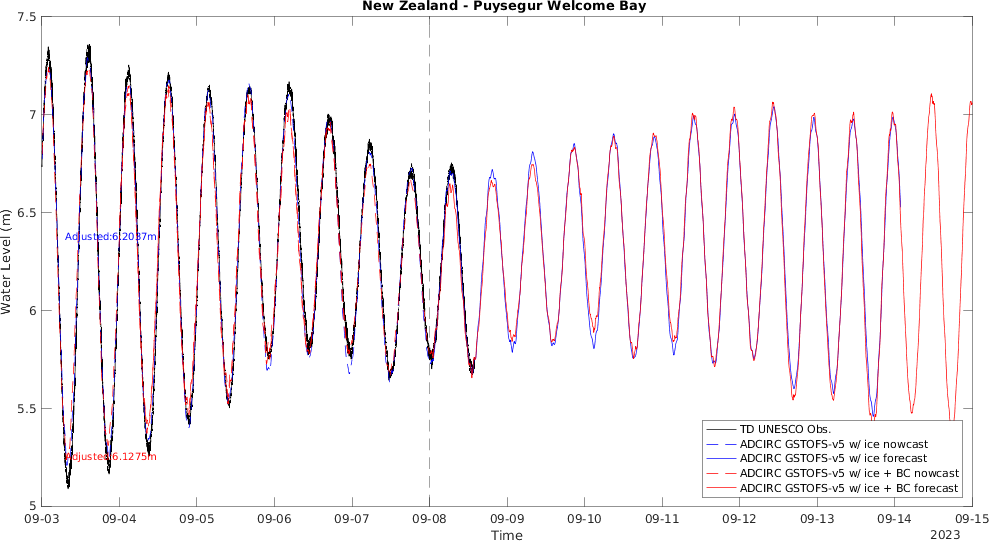 New Zealand - Puysegur Welcome Bay
7.5
7
6.5
6
5.5
5
Water Level (m)
Adjusted:6.2037m
Adjusted:6.1275m
TD UNESCO Obs.
ADCIRC GSTOFS-v5 w/ ice nowcast
ADCIRC GSTOFS-v5 w/ ice forecast
ADCIRC GSTOFS-v5 w/ ice + BC nowcast
ADCIRC GSTOFS-v5 w/ ice + BC forecast
09-03 09-04 09-05 09-06 09-07 09-08 09-09 09-10 09-11 09-12 09-13 09-14 09-15
Time
2023